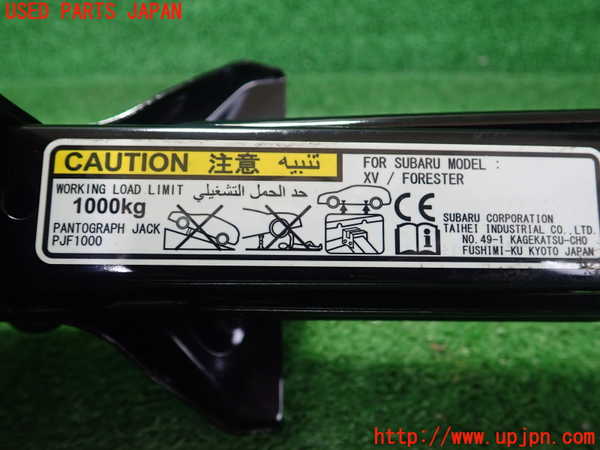 USED PARTS JAPAN
CAUTION 注意 تنبيه
WORKING LOAD LIMIT حد الحمل التشغيلي
1000kg
PANTOGRAPH JACK
PJF1000
FOR SUBARU MODEL :
XV / FORESTER
CE
i
SUBARU CORPORATION
TAIHEI INDUSTRIAL CO., LTD.
NO. 49-1 KAGEKATSU-CHO
FUSHIMI-KU KYOTO JAPAN
http://www.upjpn.com/